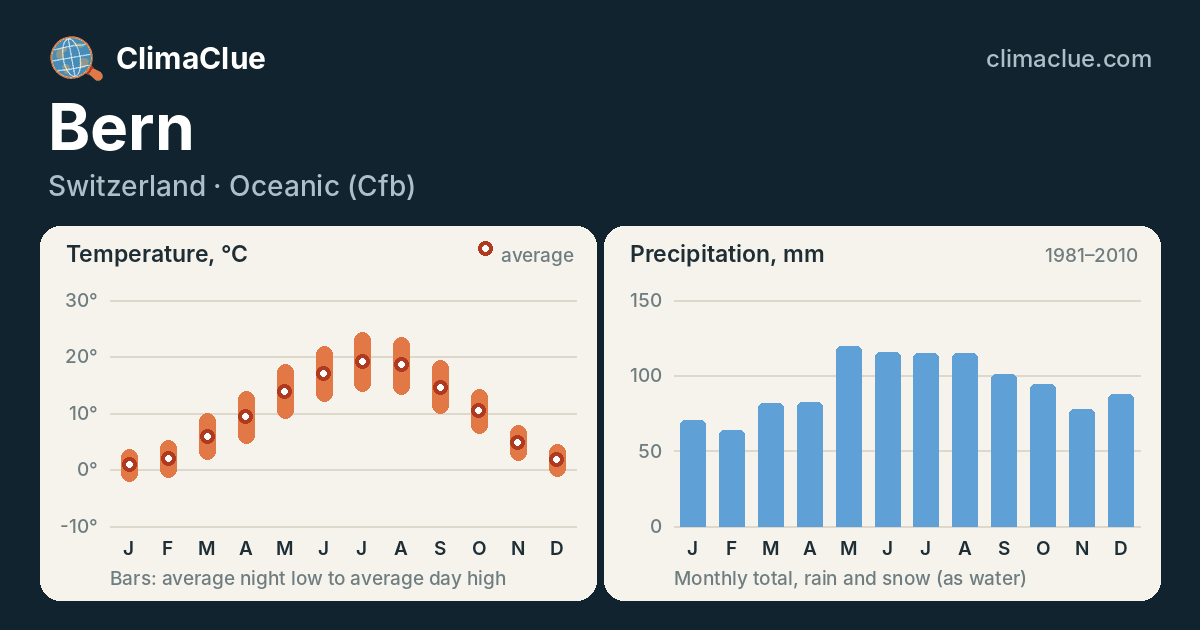 ClimaClue
climaclue.com
Bern
Switzerland · Oceanic (Cfb)
Temperature, °C
average
30°
20°
10°
0°
-10°
J F M A M J J A S O N D
Bars: average night low to average day high
Precipitation, mm
1981–2010
150
100
50
0
J F M A M J J A S O N D
Monthly total, rain and snow (as water)